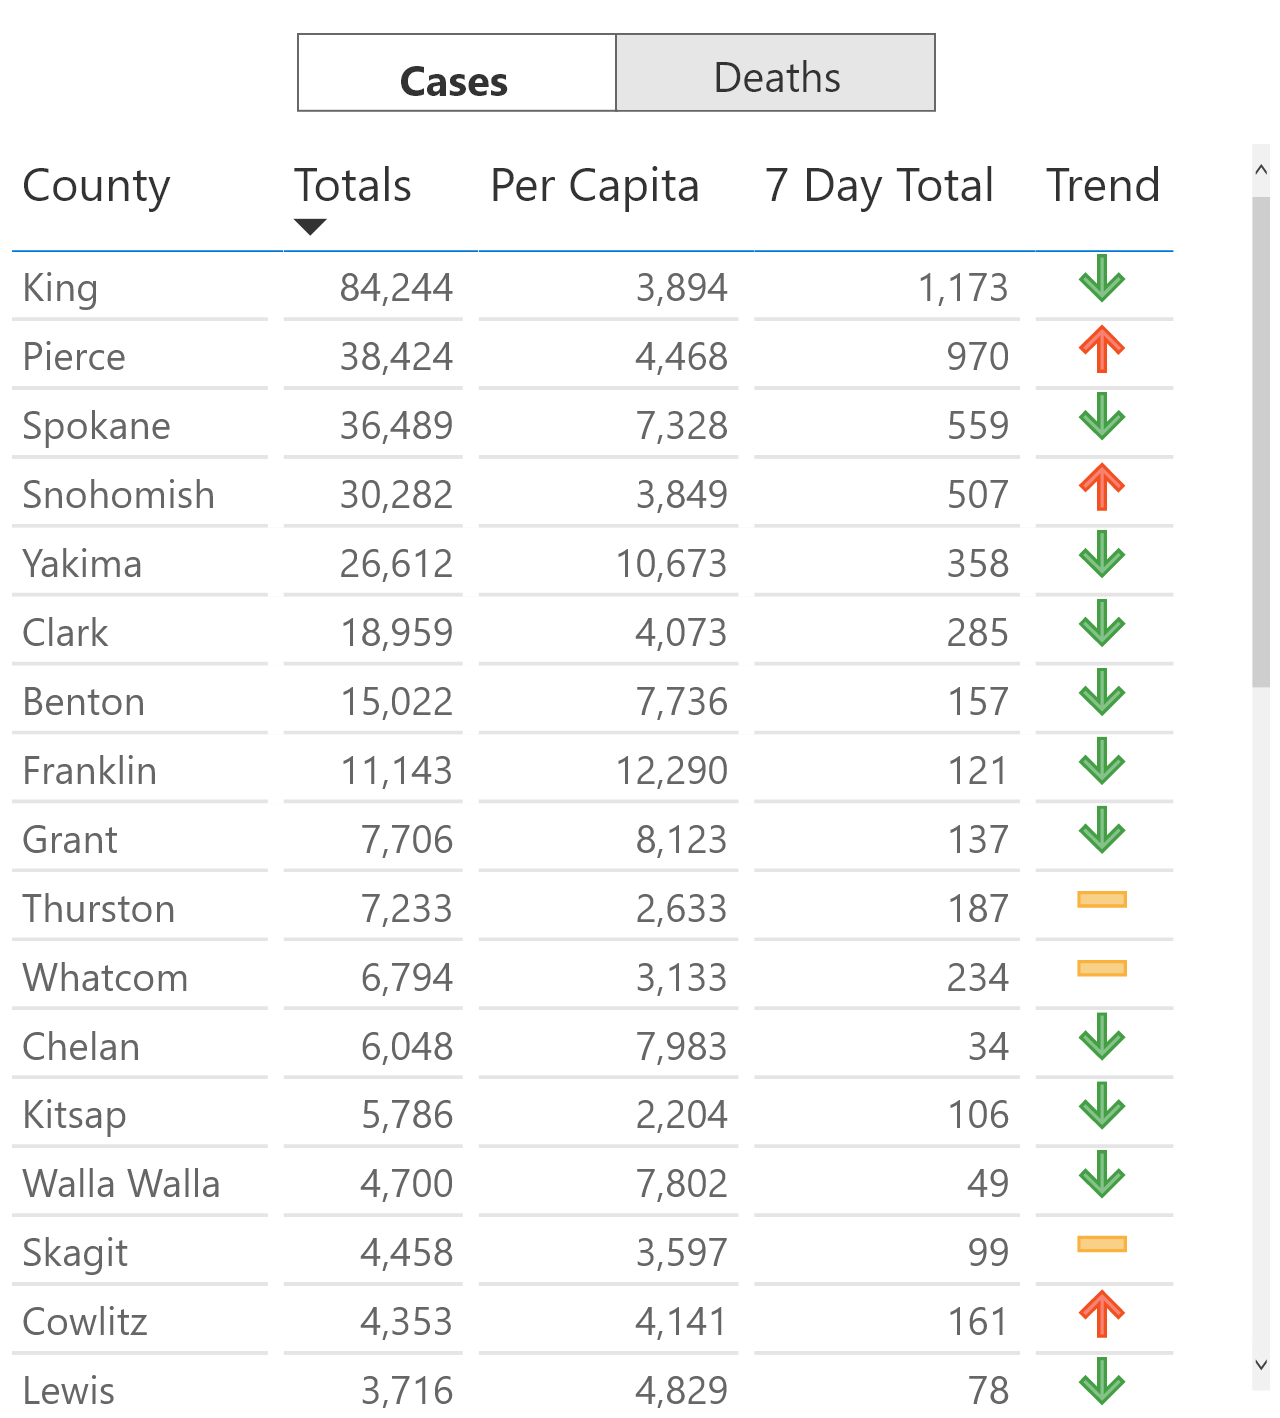 Cases Deaths
County Totals Per Capita 7 Day Total Trend
King 84,244 3,894 1,173
Pierce 38,424 4,468 970
Spokane 36,489 7,328 559
Snohomish 30,282 3,849 507
Yakima 26,612 10,673 358
Clark 18,959 4,073 285
Benton 15,022 7,736 157
Franklin 11,143 12,290 121
Grant 7,706 8,123 137
Thurston 7,233 2,633 187
Whatcom 6,794 3,133 234
Chelan 6,048 7,983 34
Kitsap 5,786 2,204 106
Walla Walla 4,700 7,802 49
Skagit 4,458 3,597 99
Cowlitz 4,353 4,141 161
Lewis 3,716 4,829 78